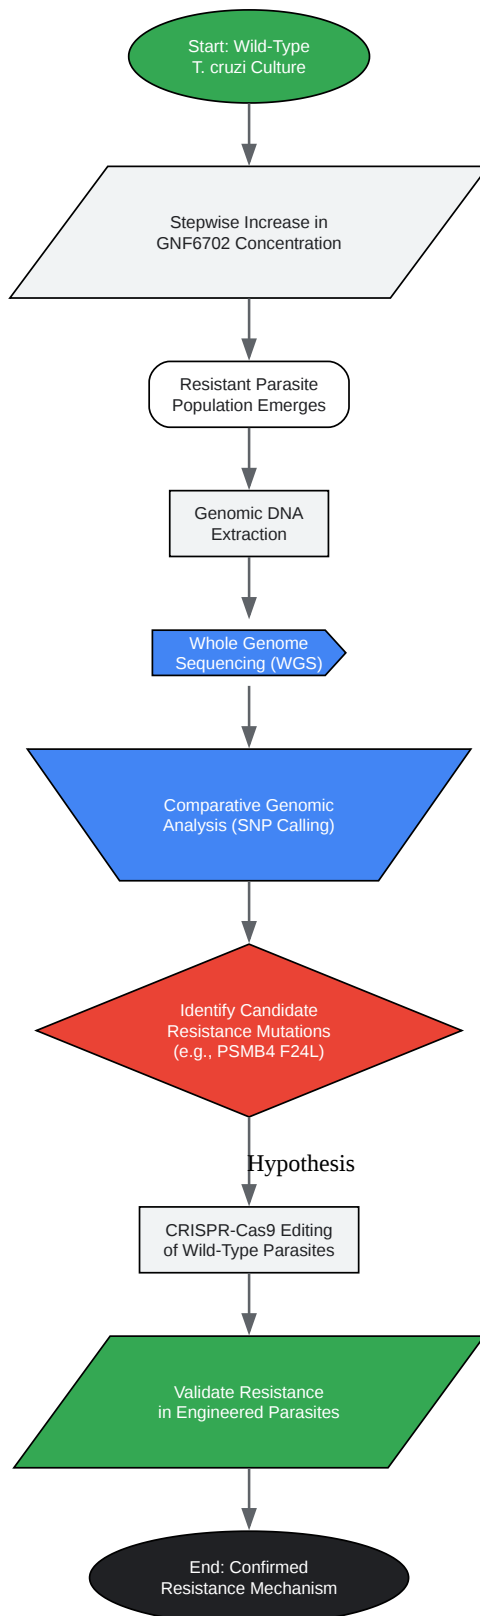 Start: Wild-Type
T. cruzi Culture
Stepwise Increase in
GNF6702 Concentration
Resistant Parasite
Population Emerges
Genomic DNA
Extraction
Whole Genome
Sequencing (WGS)
Comparative Genomic
Analysis (SNP Calling)
Identify Candidate
Resistance Mutations
(e.g., PSMB4 F24L)
Hypothesis
CRISPR-Cas9 Editing
of Wild-Type Parasites
Validate Resistance
in Engineered Parasites
End: Confirmed
Resistance Mechanism